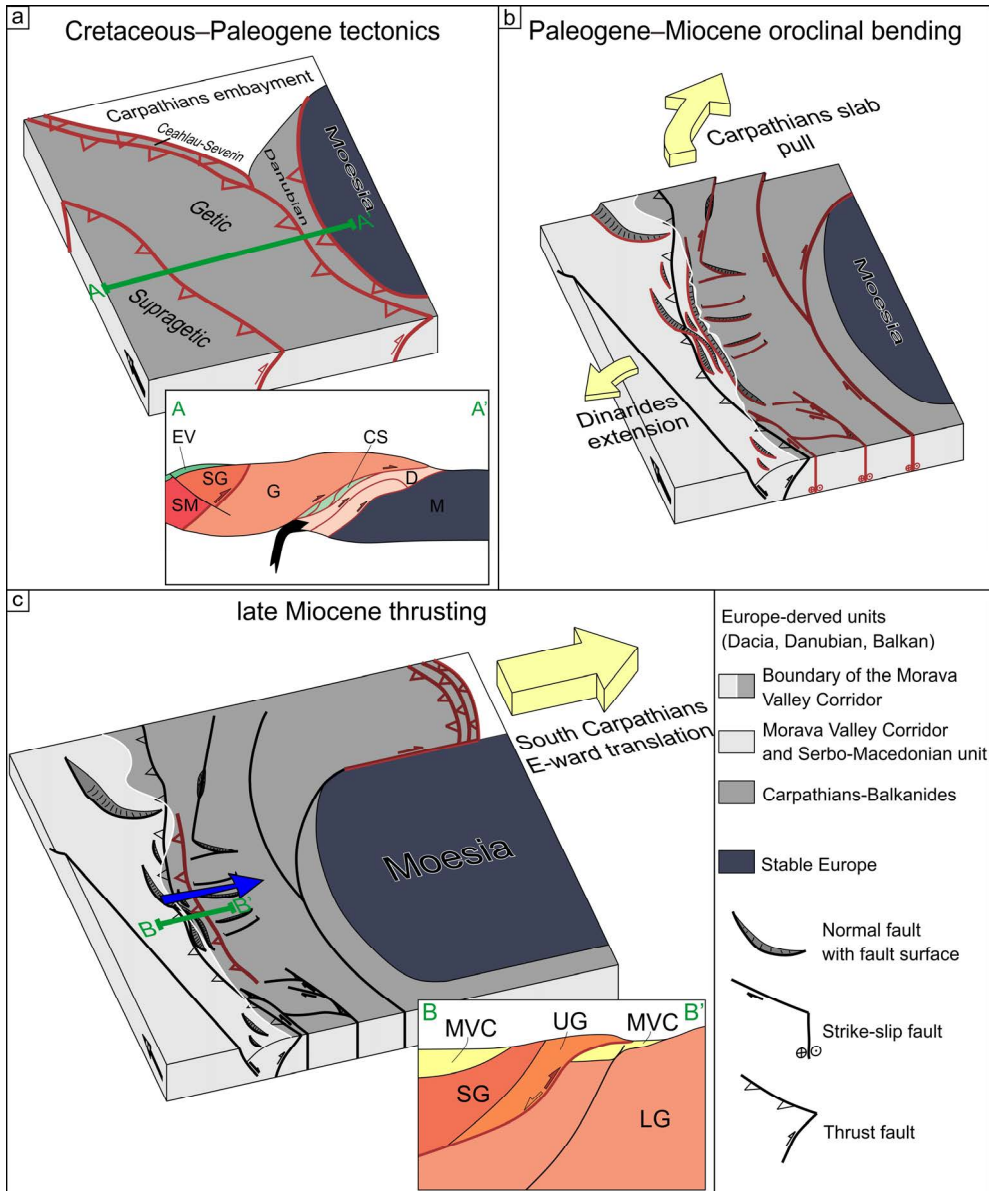 a
Cretaceous–Paleogene tectonics
Carpathians embayment
Ceahlau-Severin
Danubian
Moesia
Getic
A'
A
Supragetic
A
A'
EV
CS
SG
G
D
SM
M
b
Paleogene–Miocene oroclinal bending
Carpathians slab
pull
Moesia
Dinarides
extension
c
late Miocene thrusting
South Carpathians
E-ward translation
Moesia
B
B'
B
B'
MVC
UG
MVC
SG
LG
Europe-derved units
(Dacia, Danubian, Balkan)
Boundary of the Morava
Valley Corridor
Morava Valley Corridor
and Serbo-Macedonian unit
Carpathians-Balkanides
Stable Europe
Normal fault
with fault surface
Strike-slip fault
Thrust fault